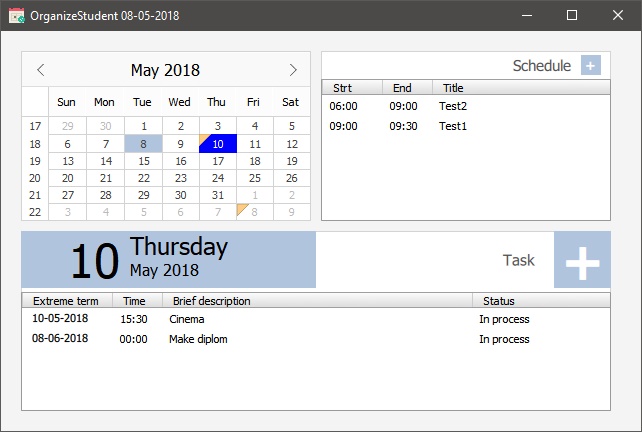 OrganizeStudent 08-05-2018
May 2018
Sun Mon Tue Wed Thu Fri Sat
17 29 30 1 2 3 4 5
18 6 7 8 9 10 11 12
19 13 14 15 16 17 18 19
20 20 21 22 23 24 25 26
21 27 28 29 30 31 1 2
22 3 4 5 6 7 8 9
Schedule +
Strt End Title
06:00 09:00 Test2
09:00 09:30 Test1
10 Thursday
May 2018
Task +
Extreme term Time Brief description Status
10-05-2018 15:30 Cinema In process
08-06-2018 00:00 Make diplom In process